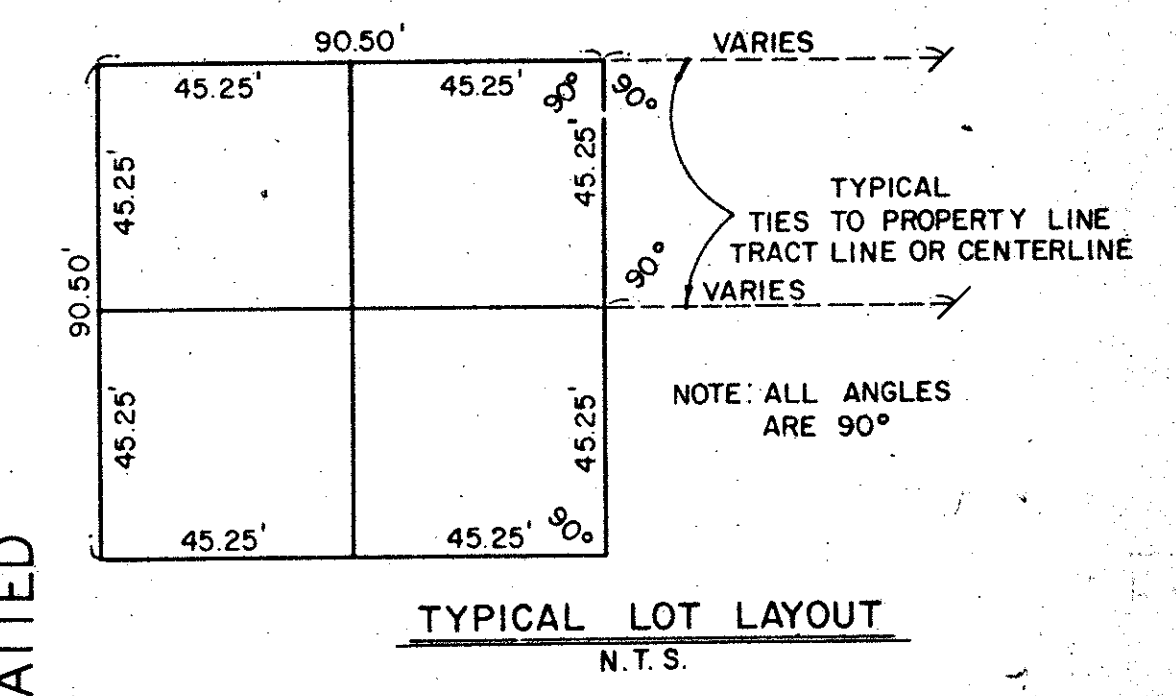 90.50'
VARIES
45.25'
45.25'
90°
90°
45.25'
45.25'
TYPICAL
TIES TO PROPERTY LINE
TRACT LINE OR CENTERLINE
90.50'
90°
VARIES
45.25'
45.25'
NOTE: ALL ANGLES
ARE 90°
45.25'
45.25'
90°
TYPICAL LOT LAYOUT
N.T.S.